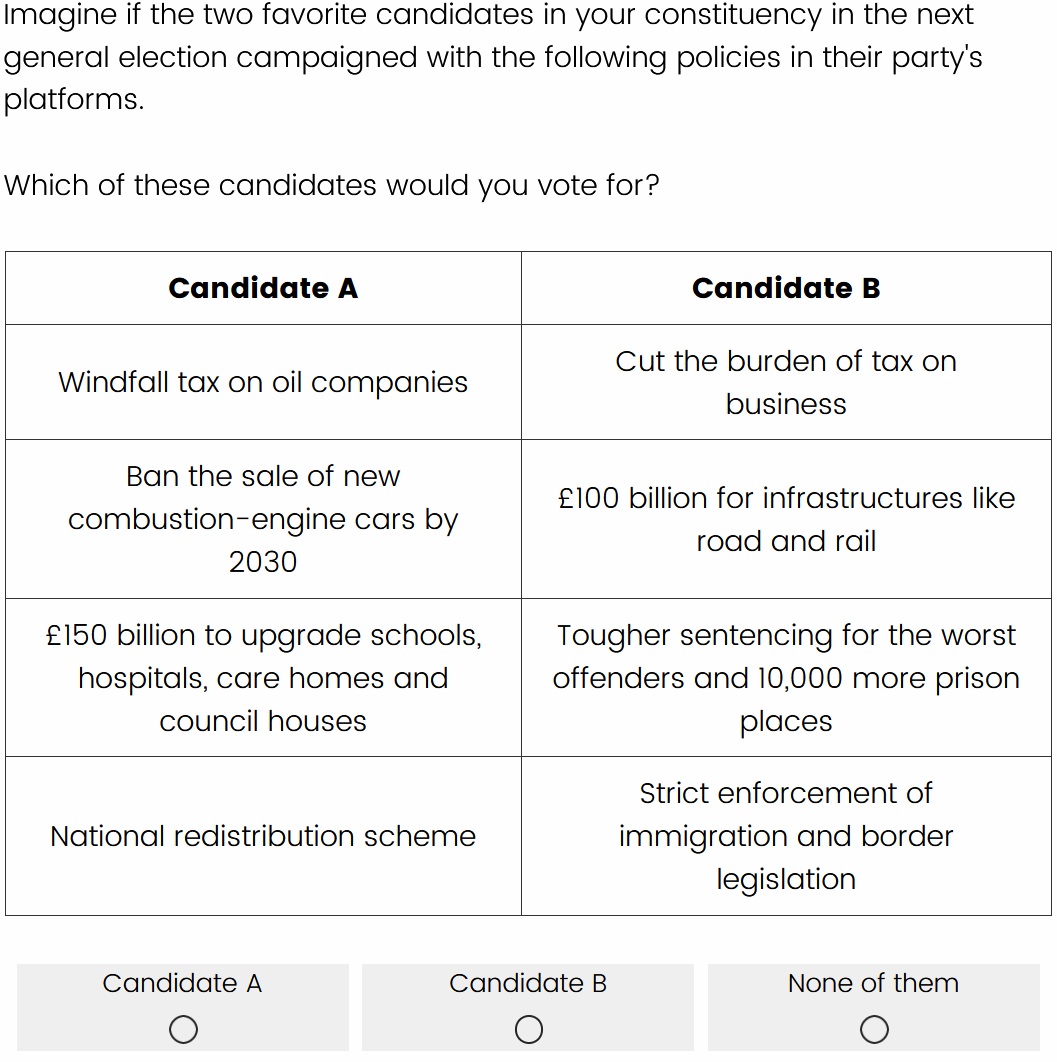 Imagine if the two favorite candidates in your constituency in the next
general election campaigned with the following policies in their party's
platforms.
Which of these candidates would you vote for?
Candidate A
Candidate B
Windfall tax on oil companies
Cut the burden of tax on
business
Ban the sale of new
combustion-engine cars by
2030
£100 billion for infrastructures like
road and rail
£150 billion to upgrade schools,
hospitals, care homes and
council houses
Tougher sentencing for the worst
offenders and 10,000 more prison
places
National redistribution scheme
Strict enforcement of
immigration and border
legislation
Candidate A
Candidate B
None of them